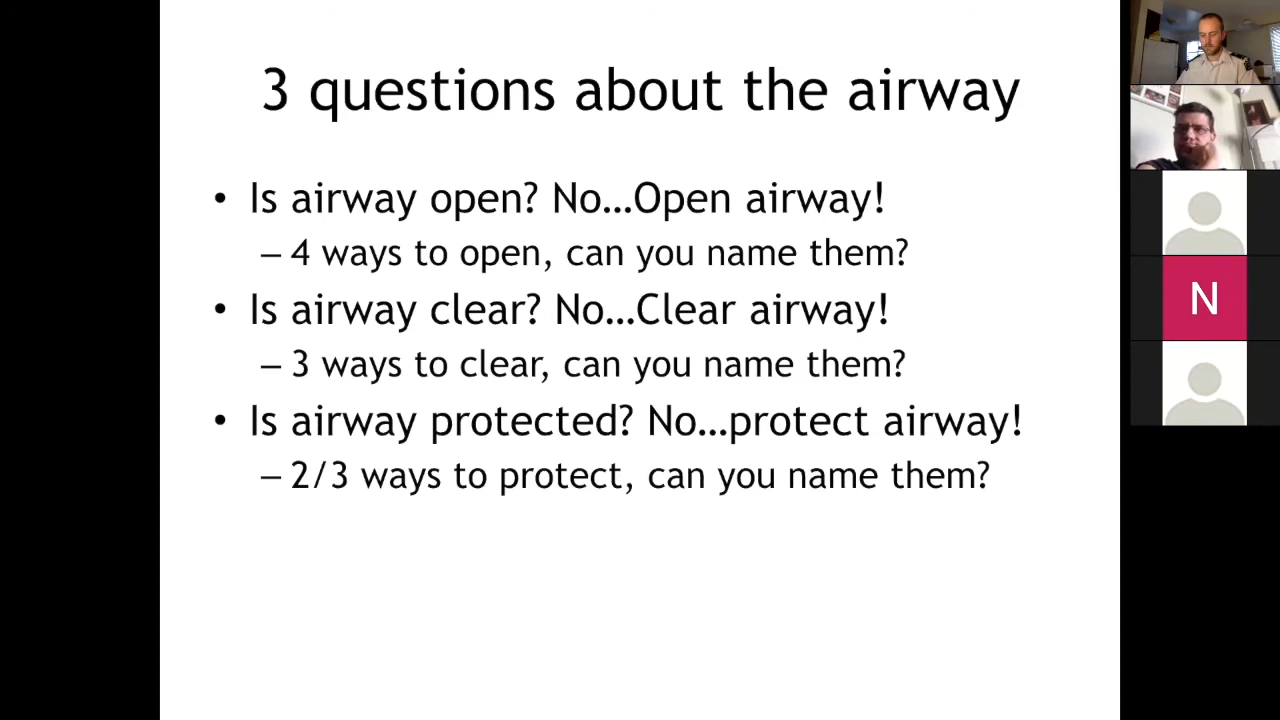 3 questions about the airway
• Is airway open? No…Open airway!
– 4 ways to open, can you name them?
• Is airway clear? No…Clear airway!
– 3 ways to clear, can you name them?
• Is airway protected? No…protect airway!
– 2/3 ways to protect, can you name them?
N